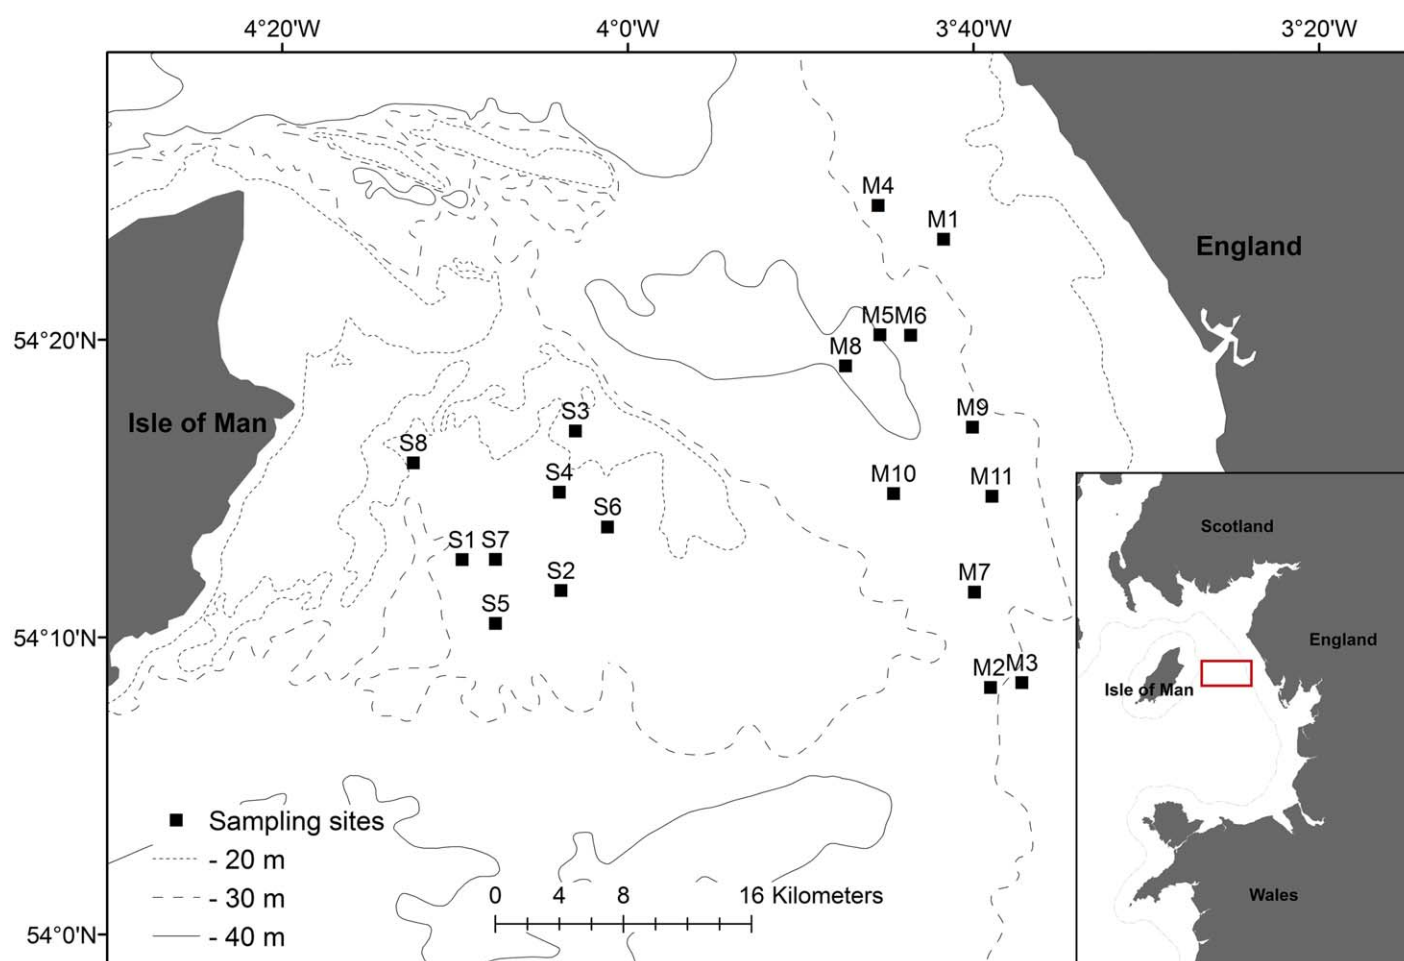 4°20'W 4°0'W 3°40'W 3°20'W
M4
M1
England
54°20'N
M5 M6
M8
Isle of Man
S3
M9
S8
S4
M10 M11
S6
Scotland
S1 S7
S2
M7
S5
54°10'N
England
M2 M3
Isle of Man
Sampling sites
- 20 m
0 4 8 16 Kilometers
Wales
- 30 m
54°0'N
- 40 m